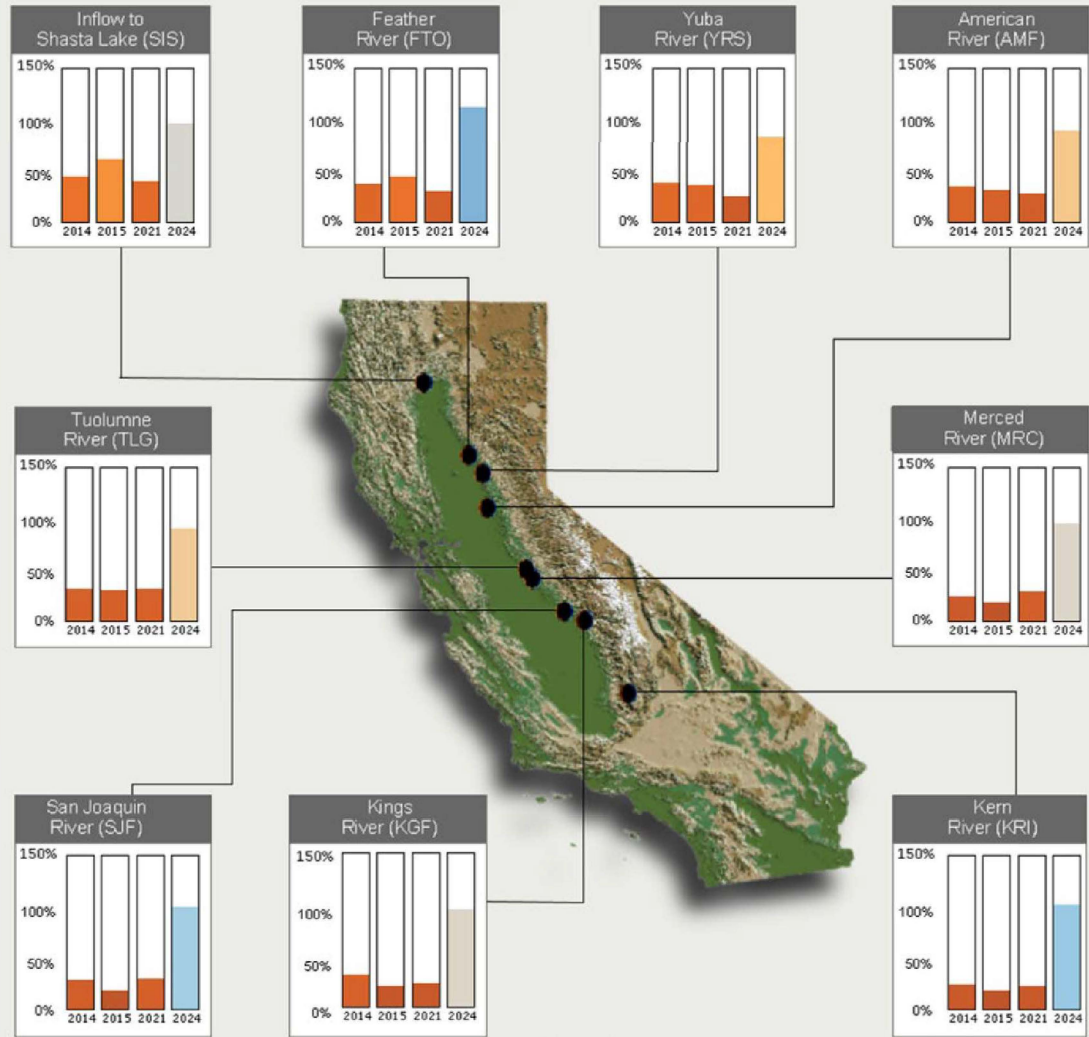 Inflow to
Shasta Lake (SIS)
150%
100%
50%
0%
2014 2015 2021 2024
Feather
River (FTO)
150%
100%
50%
0%
2014 2015 2021 2024
Yuba
River (YRS)
150%
100%
50%
0%
2014 2015 2021 2024
American
River (AMF)
150%
100%
50%
0%
2014 2015 2021 2024
Tuolumne
River (TLG)
150%
100%
50%
0%
2014 2015 2021 2024
Merced
River (MRC)
150%
100%
50%
0%
2014 2015 2021 2024
San Joaquin
River (SJF)
150%
100%
50%
0%
2014 2015 2021 2024
Kings
River (KGF)
150%
100%
50%
0%
2014 2015 2021 2024
Kern
River (KRI)
150%
100%
50%
0%
2014 2015 2021 2024